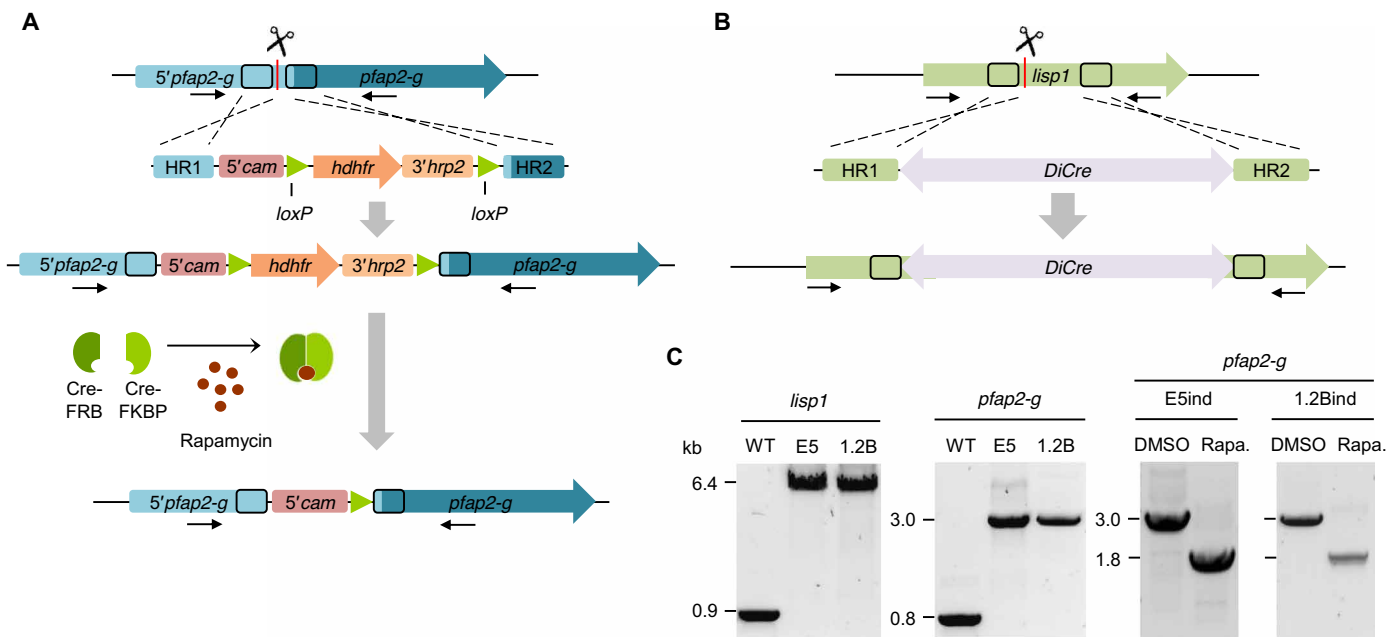 A
5'pfap2-g
pfap2-g
HR1
5'cam
hdhfr
3'hrp2
HR2
loxP
loxP
5'pfap2-g
5'cam
hdhfr
3'hrp2
pfap2-g
Cre-
FRB
Cre-
FKBP
Rapamycin
5'pfap2-g
5'cam
pfap2-g
B
lisp1
HR1
DiCre
HR2
DiCre
C
lisp1
kb
WT
E5
1.2B
6.4
0.9
pfap2-g
WT
E5
1.2B
3.0
0.8
pfap2-g
E5ind
1.2Bind
DMSO
Rapa.
DMSO
Rapa.
3.0
1.8